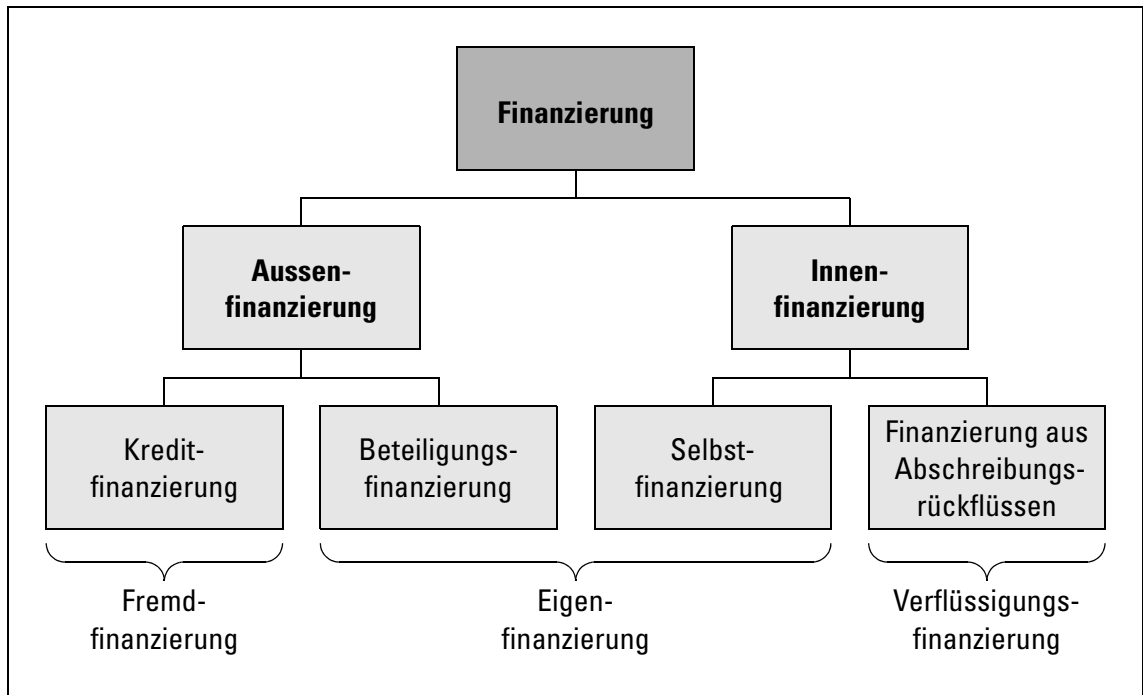 Finanzierung
Aussen-
finanzierung
Innen-
finanzierung
Kredit-
finanzierung
Beteiligungs-
finanzierung
Selbst-
finanzierung
Finanzierung aus
Abschreibungs-
rückflüssen
Fremd-
finanzierung
Eigen-
finanzierung
Verflüssigungs-
finanzierung